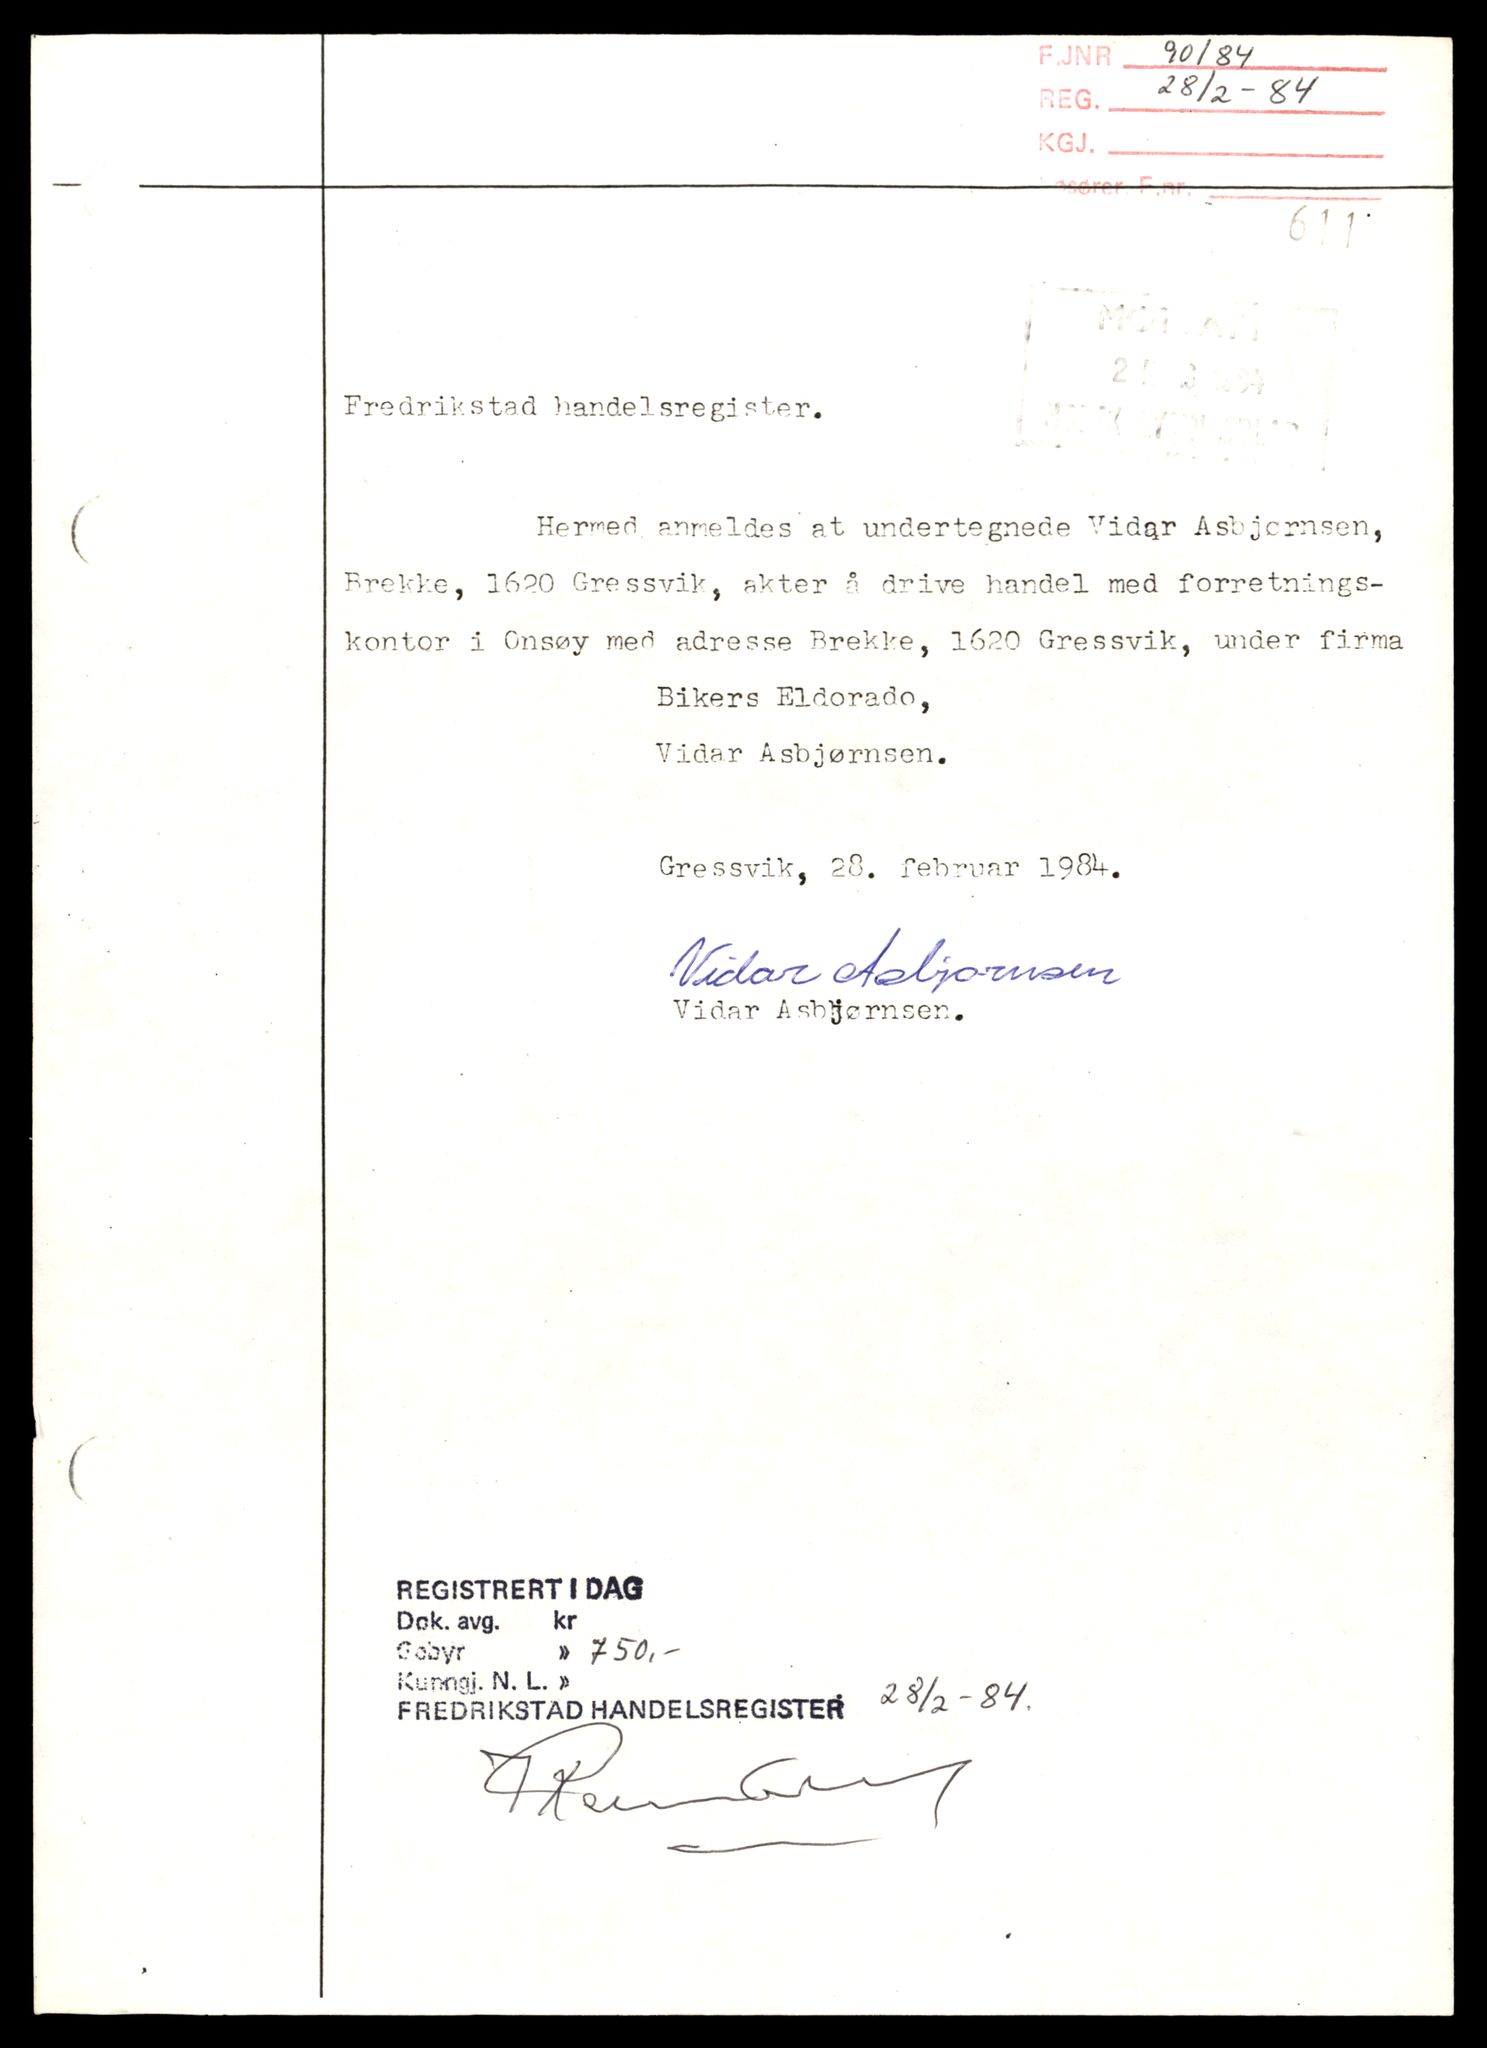 F.JNR 90/84
REG. 28/2-84
KGJ.
Løsører F.nr.
611
Fredrikstad handelsregister.
Hermed anmeldes at undertegnede Vidar Asbjørnsen,
Brekke, 1620 Gressvik, akter å drive handel med forretnings-
kontor i Onsøy med adresse Brekke, 1620 Gressvik, under firma
Bikers Eldorado,
Vidar Asbjørnsen.
Gressvik, 28. februar 1984.
Vidar Asbjørnsen
Vidar Asbjørnsen.
REGISTRERT I DAG
Dok. avg. kr
Gebyr » 750,-
Kunngj. N. L. »
FREDRIKSTAD HANDELSREGISTER 28/2-84.